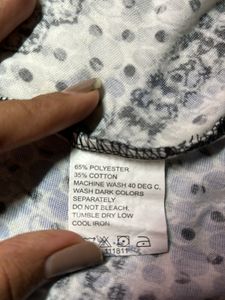 65% POLYESTER
35% COTTON
MACHINE WASH 40 DEG C,
WASH DARK COLORS
SEPARATELY
DO NOT BLEACH,
TUMBLE DRY LOW
COOL IRON
111811